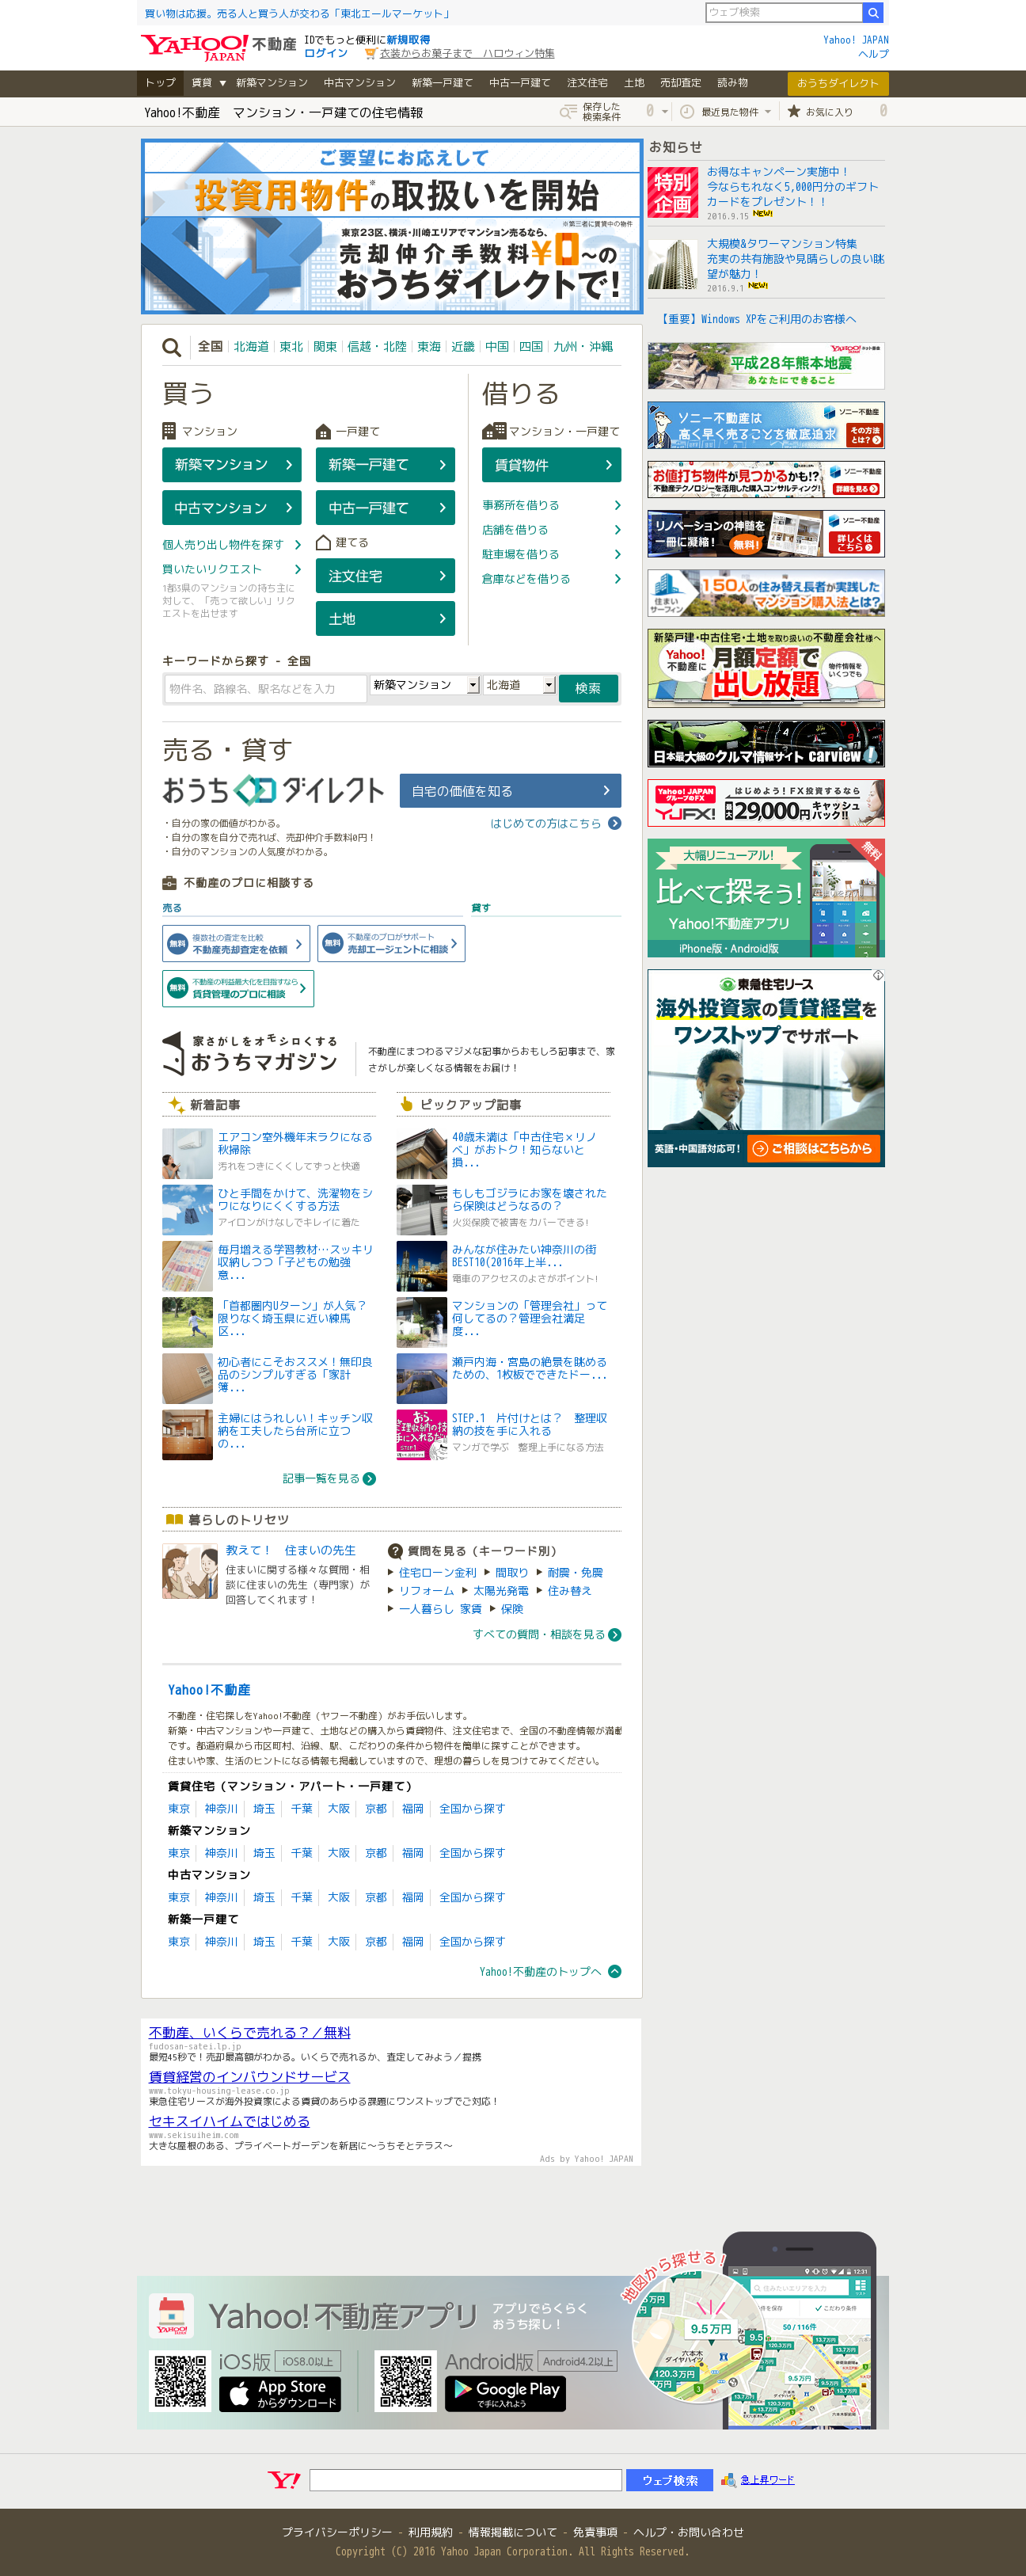 買い物は応援。売る人と買う人が交わる「東北エールマーケット」
ウェブ検索
YAHOO! JAPAN 不動産
IDでもっと便利に新規取得
ログイン
衣装からお菓子まで　ハロウィン特集
Yahoo! JAPAN
ヘルプ
トップ 賃貸 ▼ 新築マンション 中古マンション 新築一戸建て 中古一戸建て 注文住宅 土地 売却査定 読み物 おうちダイレクト
Yahoo!不動産　マンション・一戸建ての住宅情報
保存した
検索条件
0
最近見た物件
お気に入り 0
ご要望にお応えして
投資用物件※の取扱いを開始
※第三者に賃貸中の物件
東京23区、横浜・川崎エリアでマンション売るなら、
売却仲介手数料¥0〜の
おうちダイレクトで!
お知らせ
特別
企画
お得なキャンペーン実施中！
今ならもれなく5,000円分のギフト
カードをプレゼント！！
2016.9.15 NEW!
大規模&タワーマンション特集
充実の共有施設や見晴らしの良い眺
望が魅力！
2016.9.1 NEW!
【重要】Windows XPをご利用のお客様へ
全国 北海道 東北 関東 信越・北陸 東海 近畿 中国 四国 九州・沖縄
買う
マンション
新築マンション
中古マンション
個人売り出し物件を探す
買いたいリクエスト
1都3県のマンションの持ち主に
対して、「売って欲しい」リク
エストを出せます
一戸建て
新築一戸建て
中古一戸建て
建てる
注文住宅
土地
借りる
マンション・一戸建て
賃貸物件
事務所を借りる
店舗を借りる
駐車場を借りる
倉庫などを借りる
キーワードから探す - 全国
物件名、路線名、駅名などを入力
新築マンション
北海道
検索
売る・貸す
おうちダイレクト
自宅の価値を知る
・自分の家の価値がわかる。
・自分の家を自分で売れば、売却仲介手数料0円！
・自分のマンションの人気度がわかる。
はじめての方はこちら
不動産のプロに相談する
売る
貸す
無料
複数社の査定を比較
不動産売却査定を依頼
無料
不動産のプロがサポート
売却エージェントに相談
無料
不動産の利益最大化を目指すなら
賃貸管理のプロに相談
家さがしをオモシロくする
おうちマガジン
不動産にまつわるマジメな記事からおもしろ記事まで、家
さがしが楽しくなる情報をお届け！
新着記事
エアコン室外機年末ラクになる
秋掃除
汚れをつきにくくしてずっと快適
ひと手間をかけて、洗濯物をシ
ワになりにくくする方法
アイロンがけなしでキレイに着た
毎月増える学習教材…スッキリ
収納しつつ「子どもの勉強
意...
「首都圏内Uターン」が人気？
限りなく埼玉県に近い練馬
区...
初心者にこそおススメ！無印良
品のシンプルすぎる「家計
簿...
主婦にはうれしい！キッチン収
納を工夫したら台所に立つ
の...
記事一覧を見る
ピックアップ記事
40歳未満は「中古住宅×リノ
ベ」がおトク！知らないと
損...
もしもゴジラにお家を壊された
ら保険はどうなるの？
火災保険で被害をカバーできる!
みんなが住みたい神奈川の街
BEST10(2016年上半...
電車のアクセスのよさがポイント!
マンションの「管理会社」って
何してるの？管理会社満足
度...
瀬戸内海・宮島の絶景を眺める
ための、1枚板でできたドー...
STEP.1　片付けとは？　整理収
納の技を手に入れる
マンガで学ぶ　整理上手になる方法
暮らしのトリセツ
教えて！　住まいの先生
住まいに関する様々な質問・相
談に住まいの先生（専門家）が
回答してくれます！
質問を見る（キーワード別）
住宅ローン金利 間取り 耐震・免震
リフォーム 太陽光発電 住み替え
一人暮らし 家賃 保険
すべての質問・相談を見る
Yahoo!不動産
不動産・住宅探しをYahoo!不動産（ヤフー不動産）がお手伝いします。
新築・中古マンションや一戸建て、土地などの購入から賃貸物件、注文住宅まで、全国の不動産情報が満載
です。都道府県から市区町村、沿線、駅、こだわりの条件から物件を簡単に探すことができます。
住まいや家、生活のヒントになる情報も掲載していますので、理想の暮らしを見つけてみてください。
賃貸住宅（マンション・アパート・一戸建て）
東京 神奈川 埼玉 千葉 大阪 京都 福岡 全国から探す
新築マンション
東京 神奈川 埼玉 千葉 大阪 京都 福岡 全国から探す
中古マンション
東京 神奈川 埼玉 千葉 大阪 京都 福岡 全国から探す
新築一戸建て
東京 神奈川 埼玉 千葉 大阪 京都 福岡 全国から探す
Yahoo!不動産のトップへ
YAHOO! JAPAN
平成28年熊本地震
あなたにできること
ソニー不動産は
高く早く売ることを徹底追求
ソニー不動産
その方法
とは？
お値打ち物件が見つかるかも!?
不動産テクノロジーを活用した購入コンサルティング!
ソニー不動産
詳細を見る
リノベーションの神髄を
一冊に凝縮！
無料!
ソニー不動産
詳しくは
こちら
住まい
サーフィン
150人の住み替え長者が実践した
マンション購入法とは?
新築戸建・中古住宅・土地を取り扱いの不動産会社様へ
Yahoo!
不動産に
月額定額で
出し放題
物件情報を
いくつでも
日本最大級のクルマ情報サイト carview!
Yahoo! JAPAN
グループのFX
YJFX!
はじめよう！FX投資するなら
最大29,000円キャッシュ
バック!!
大幅リニューアル!
無料
比べて探そう!
Yahoo!不動産アプリ
iPhone版・Android版
東急住宅リース
海外投資家の賃貸経営を
ワンストップでサポート
英語・中国語対応可！
ご相談はこちらから
不動産、いくらで売れる？／無料
fudosan-satei.lp.jp
最短45秒で！売却最高額がわかる。いくらで売れるか、査定してみよう／提携
賃貸経営のインバウンドサービス
www.tokyu-housing-lease.co.jp
東急住宅リースが海外投資家による賃貸のあらゆる課題にワンストップでご対応！
セキスイハイムではじめる
www.sekisuiheim.com
大きな屋根のある、プライベートガーデンを新居に〜うちそとテラス〜
Ads by Yahoo! JAPAN
Yahoo!不動産アプリ
アプリでらくらく
おうち探し！
iOS版 iOS8.0以上
App Store
からダウンロード
Android版 Android4.2以上
Google Play
で手に入れよう
地図から探せる!
9.5万円
120.3万円
12:31
住みたいエリアを入力
こだわり条件
50 / 116件
ウェブ検索
急上昇ワード
プライバシーポリシー - 利用規約 - 情報掲載について - 免責事項 - ヘルプ・お問い合わせ
Copyright (C) 2016 Yahoo Japan Corporation. All Rights Reserved.